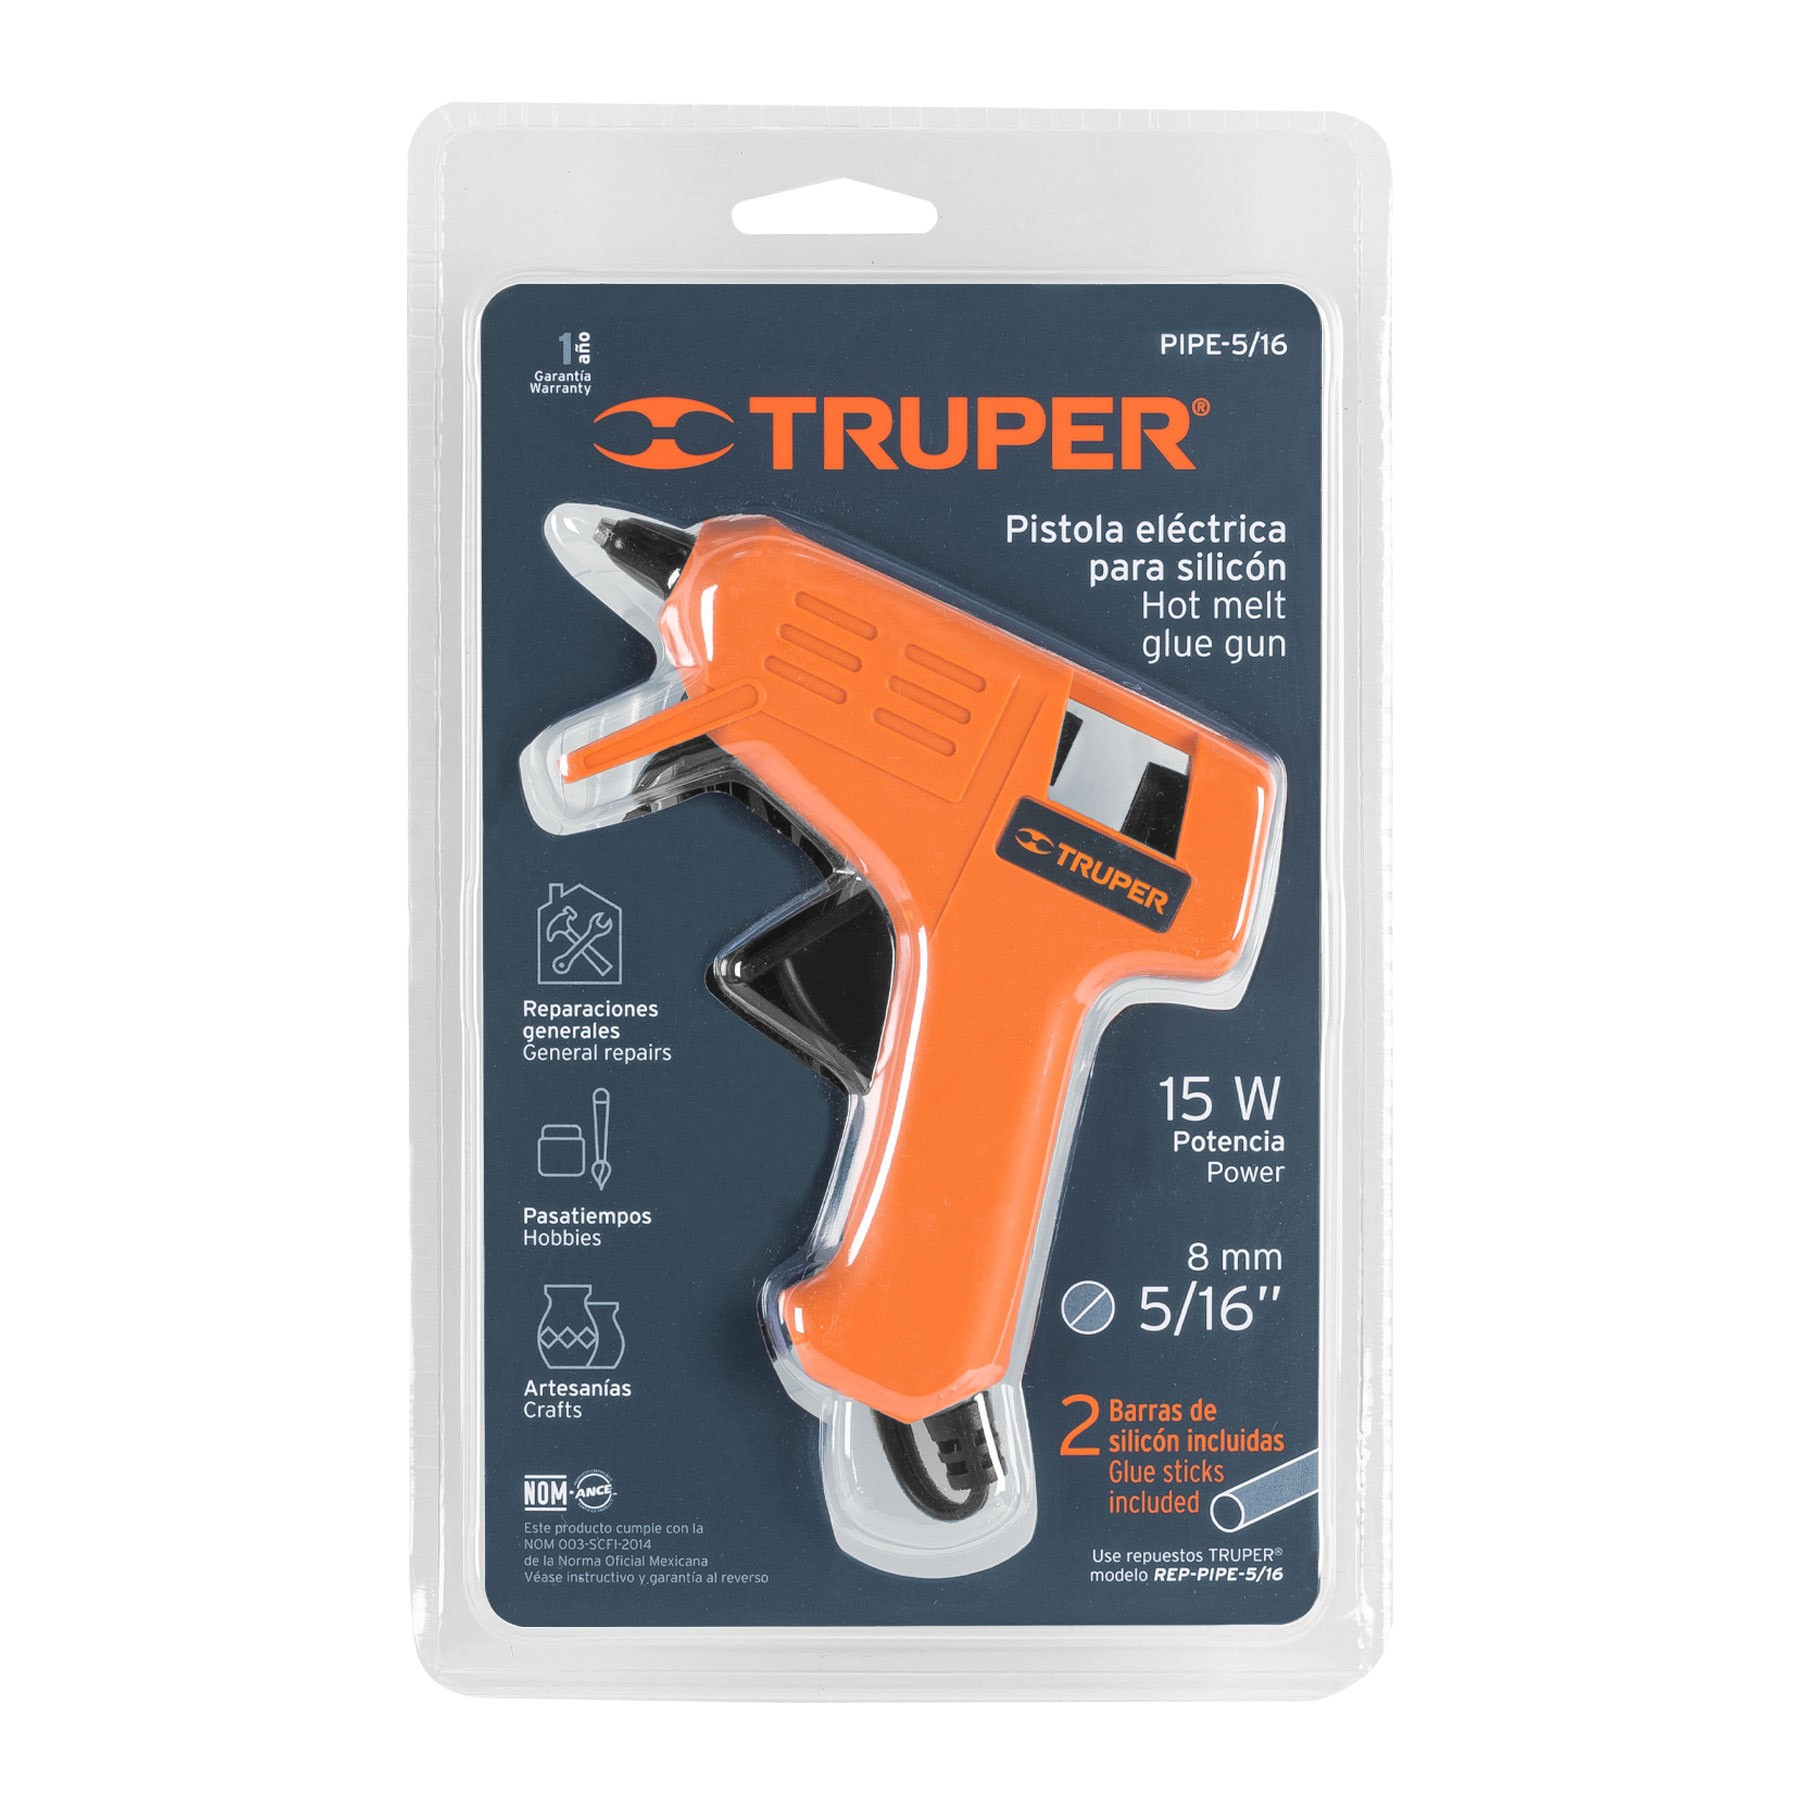 1 año
Garantía
Warranty
PIPE-5/16
TRUPER®
Pistola eléctrica
para silicón
Hot melt
glue gun
TRUPER
Reparaciones
generales
General repairs
Pasatiempos
Hobbies
Artesanías
Crafts
15 W
Potencia
Power
8 mm
5/16"
2 Barras de
silicón incluidas
Glue sticks
included
NOM-ANCE
Este producto cumple con la
NOM 003-SCFI-2014
de la Norma Oficial Mexicana
Véase instructivo y garantía al reverso
Use repuestos TRUPER®
modelo REP-PIPE-5/16